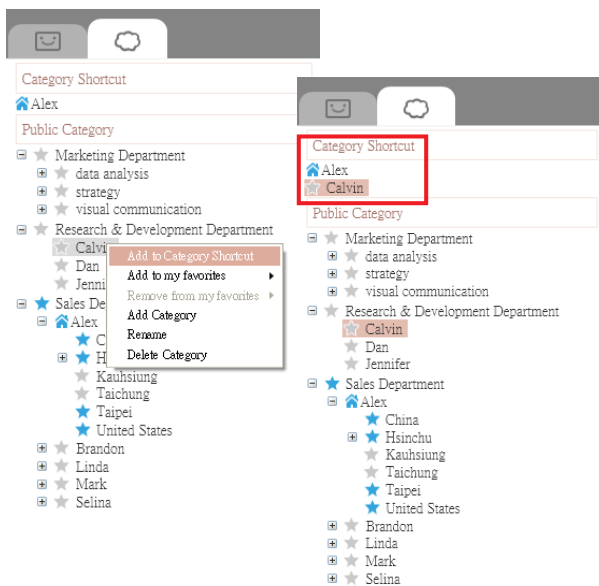 Category Shortcut
Alex
Public Category
Marketing Department
data analysis
strategy
visual communication
Research & Development Department
Add to Category Shortcut
Dan
Add to my favorites
Remove from my favorites
Sales
Add Category
Alex
Rename
Delete Category
Kauhsiung
Taichung
Taipei
United States
Brandon
Linda
Mark
Selina
Category Shortcut
Alex
Calvin
Public Category
Marketing Department
data analysis
strategy
visual communication
Research & Development Department
Calvin
Dan
Jennifer
Sales Department
Alex
China
Hsinchu
Kauhsiung
Taichung
Taipei
United States
Brandon
Linda
Mark
Selina